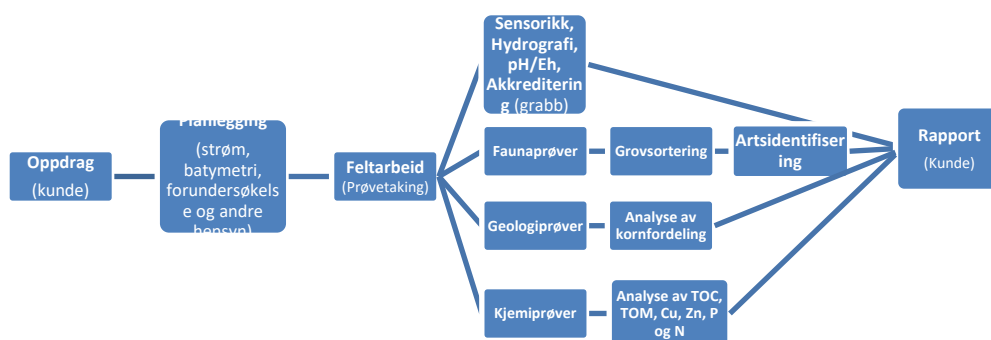 Oppdrag
(kunde)
Planlegging
(strøm,
batymetri,
forundersøkels
e og andre
hensyn)
Feltarbeid
(Prøvetaking)
Sensorikk,
Hydrografi,
pH/Eh,
Akkrediterin
g (grabb)
Faunaprøver
Grovsortering
Artsidentifiser
ing
Geologiprøver
Analyse av
kornfordeling
Kjemiprøver
Analyse av TOC,
TOM, Cu, Zn, P
og N
Rapport
(Kunde)